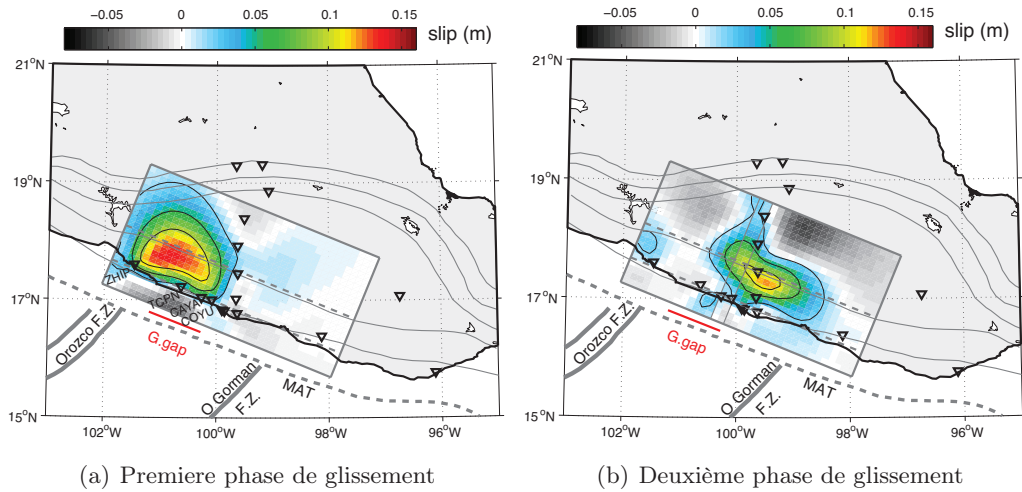 −0.05 0 0.05 0.1 0.15 slip (m)
21°N
19°N
17°N
15°N
102°W 100°W 98°W 96°W
ZHIP
TCPN
CAYA
COYU
G.gap
Orozco F.Z.
O Gorman
F.Z.
MAT
(a) Premiere phase de glissement
−0.05 0 0.05 0.1 0.15 slip (m)
21°N
19°N
17°N
15°N
102°W 100°W 98°W 96°W
G.gap
Orozco F.Z.
O Gorman
F.Z.
MAT
(b) Deuxième phase de glissement